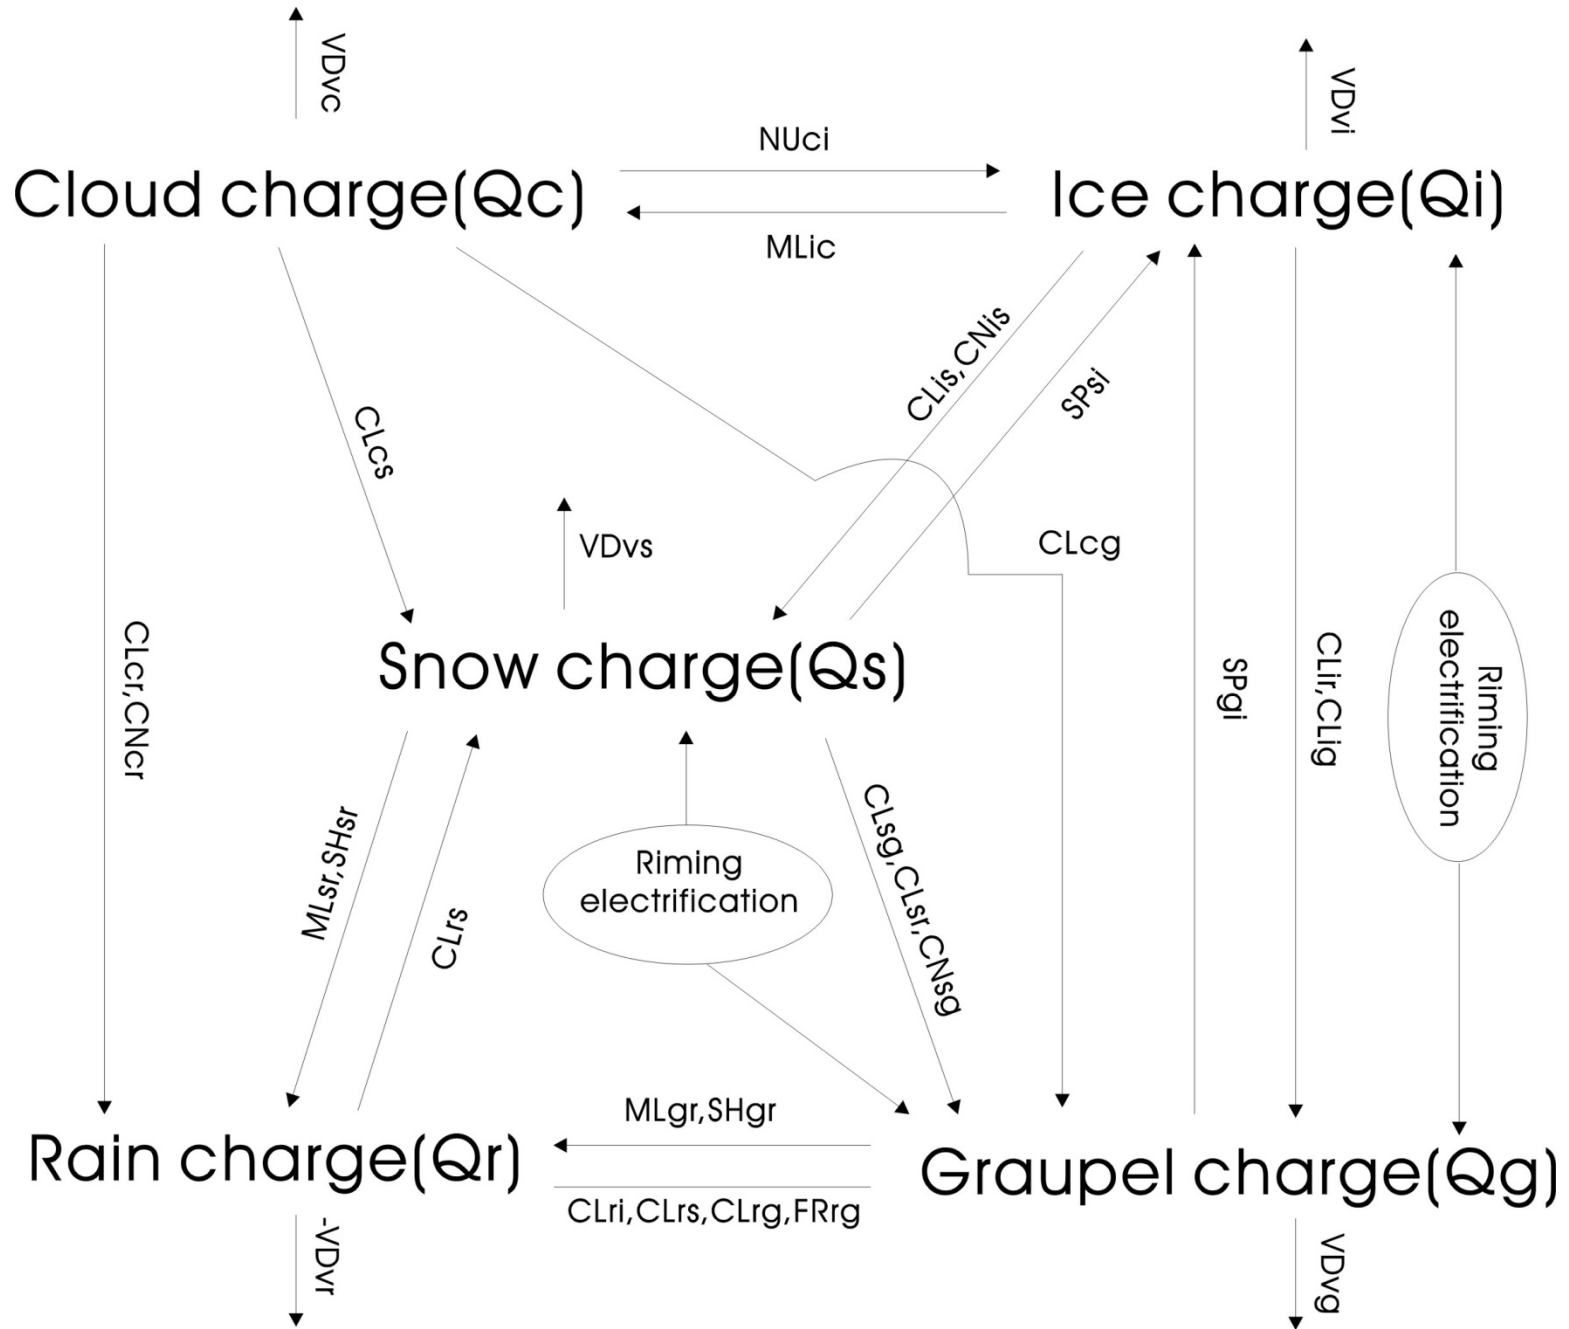 VDvc
VDvi
NUci
Cloud charge(Qc)
Ice charge(Qi)
MLic
CLis,CNis
SPsi
CLcs
VDvs
CLcg
CLcr,CNcr
Snow charge(Qs)
SPgi
CLir,CLig
Riming
electrification
MLsr,SHsr
CLrs
Riming
electrification
CLsg,CLsr,CNsg
MLgr,SHgr
Rain charge(Qr)
Graupel charge(Qg)
CLri,CLrs,CLrg,FRrg
-VDvr
VDvg